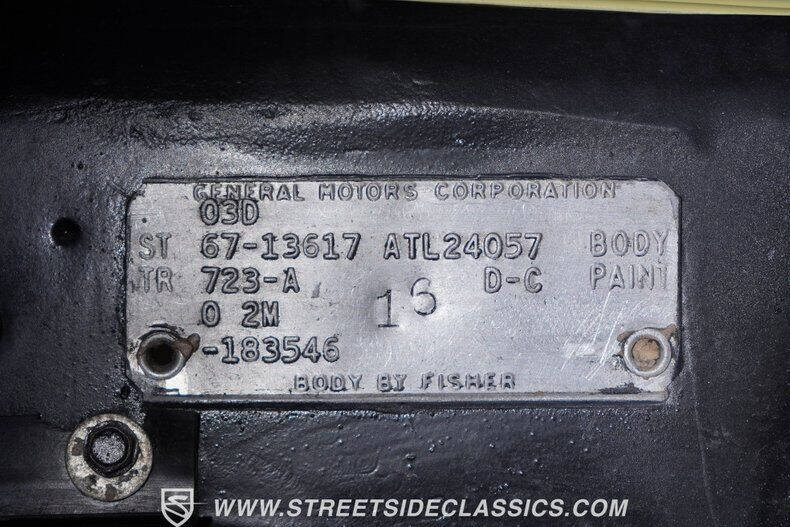 GENERAL MOTORS CORPORATION
03D
ST 67-13617 ATL24057 BODY
TR 723-A D-C PAINT
0 2M 16
-183546
BODY BY FISHER
WWW.STREETSIDECLASSICS.COM